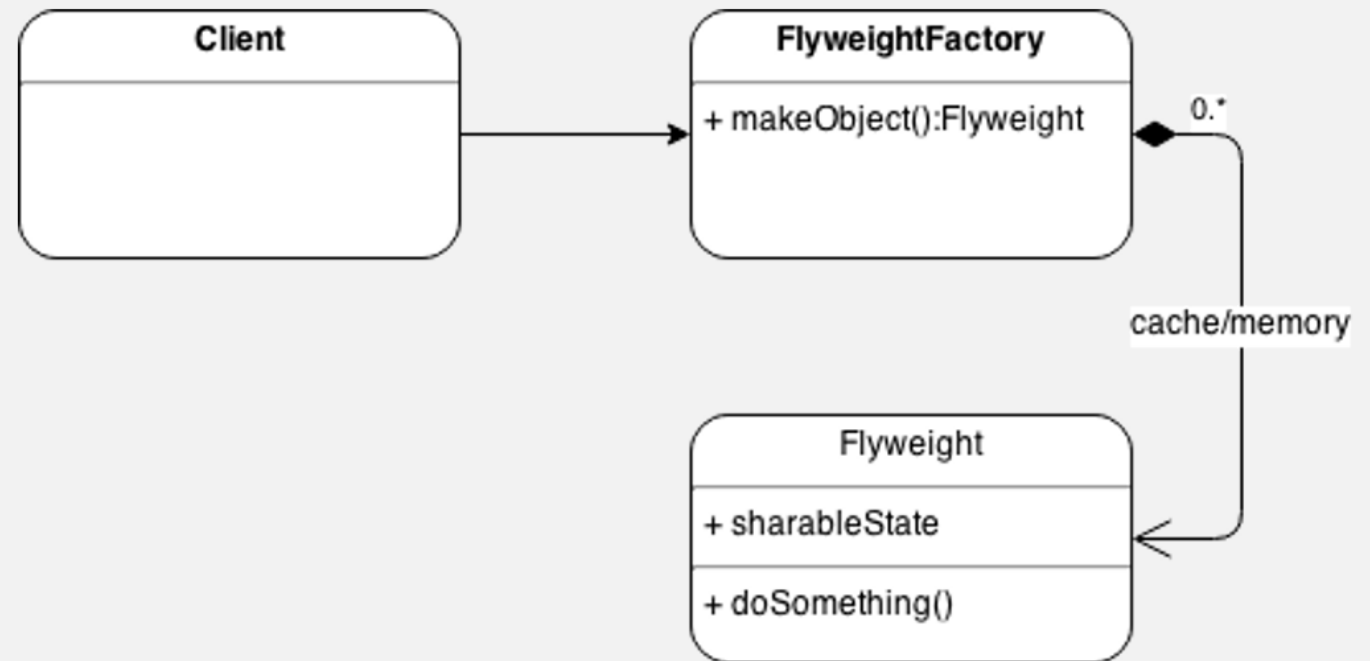 Client
FlyweightFactory
+ makeObject():Flyweight
0.*
cache/memory
Flyweight
+ sharableState
+ doSomething()